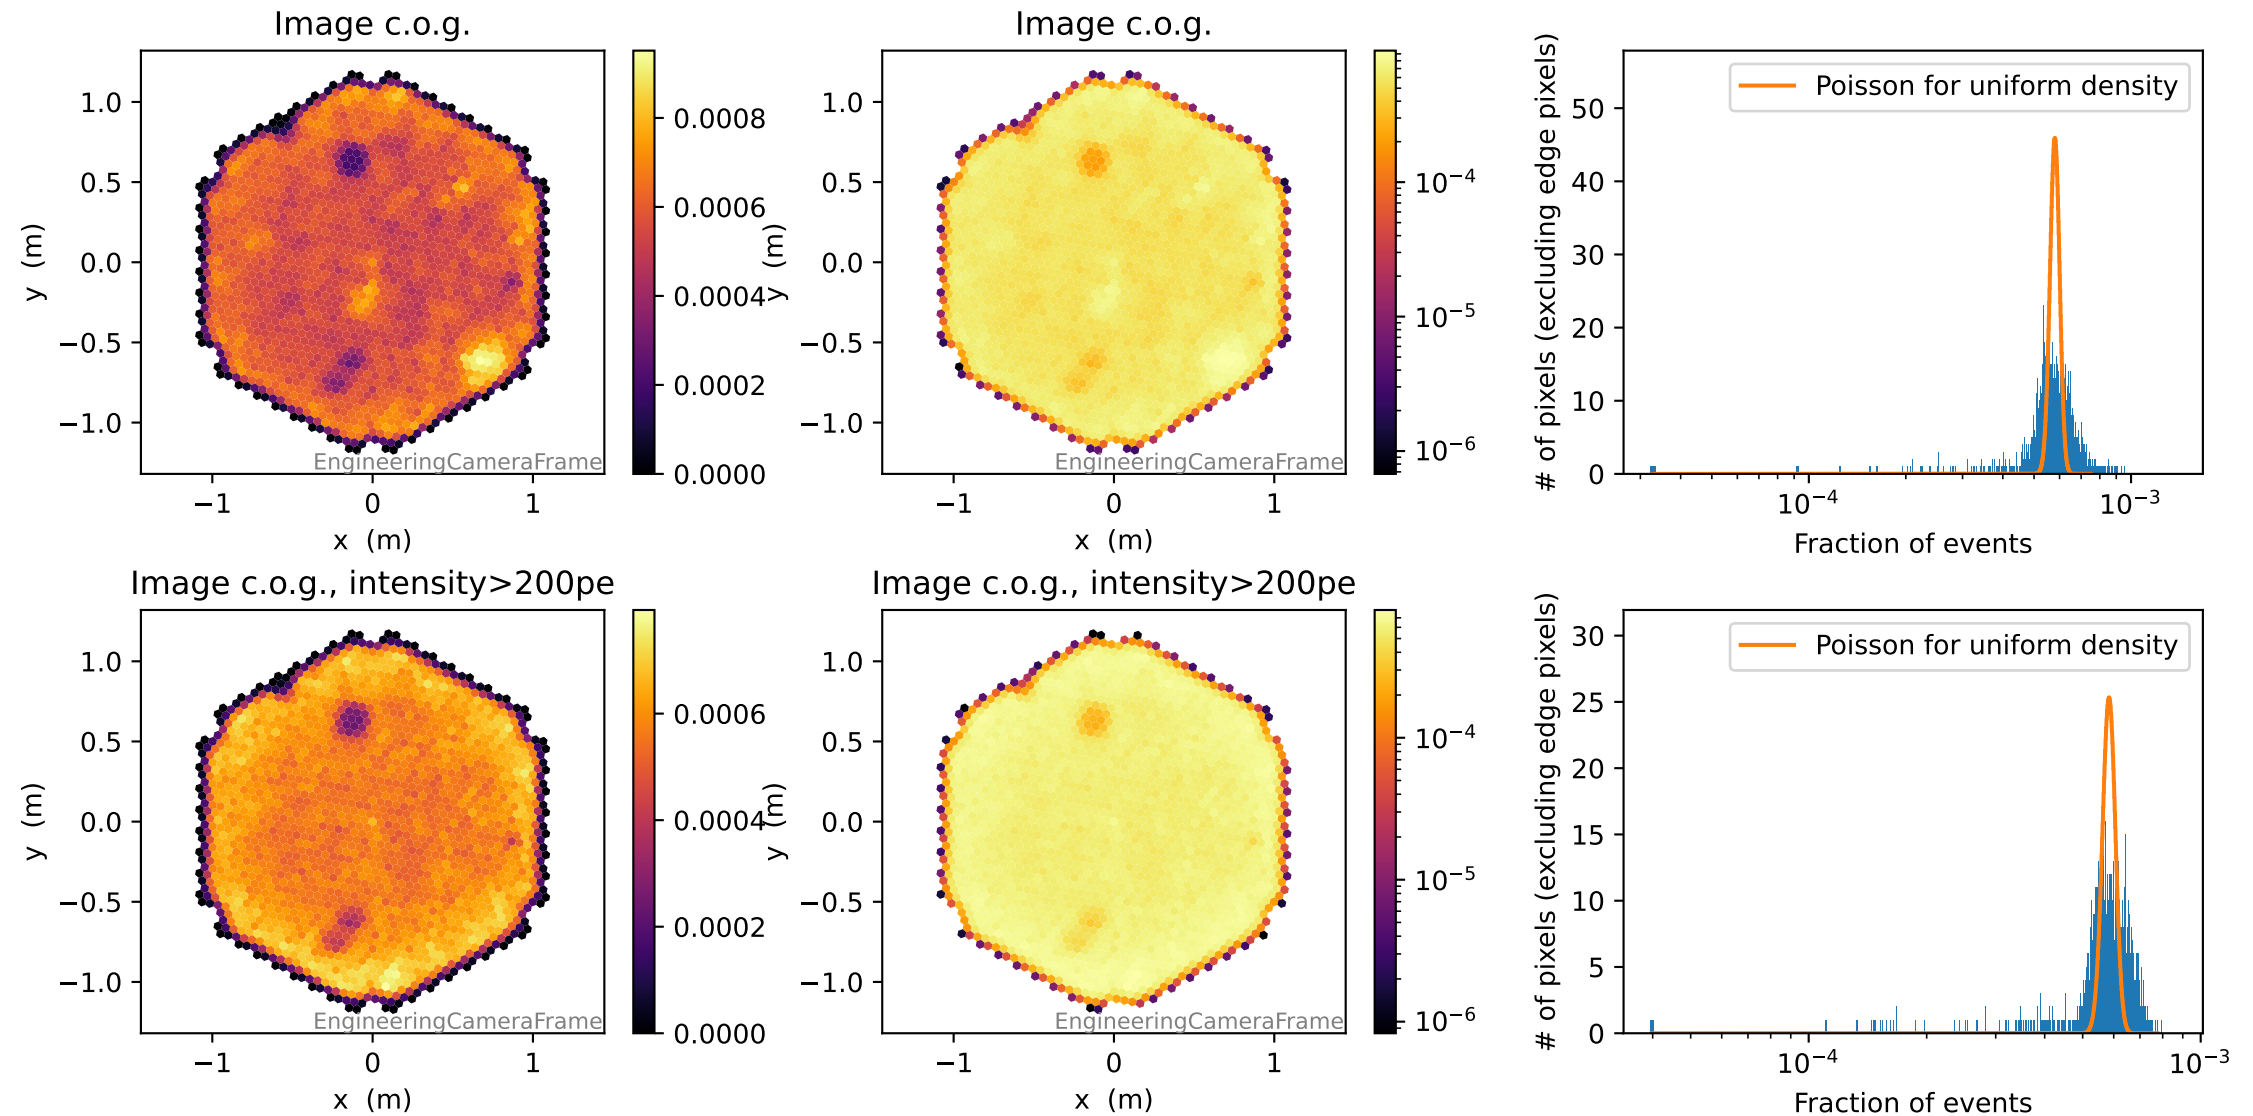 Image c.o.g.
1.0
0.5
0.0
−0.5
−1.0
y (m)
−1
0
1
x (m)
EngineeringCameraFrame
0.0008
0.0006
0.0004
0.0002
0.0000
Image c.o.g.
1.0
0.5
0.0
−0.5
−1.0
y (m)
−1
0
1
x (m)
EngineeringCameraFrame
10⁻⁴
10⁻⁵
10⁻⁶
Poisson for uniform density
# of pixels (excluding edge pixels)
50
40
30
20
10
0
10⁻⁴
10⁻³
Fraction of events
Image c.o.g., intensity>200pe
1.0
0.5
0.0
−0.5
−1.0
y (m)
−1
0
1
x (m)
EngineeringCameraFrame
0.0006
0.0004
0.0002
0.0000
Image c.o.g., intensity>200pe
1.0
0.5
0.0
−0.5
−1.0
y (m)
−1
0
1
x (m)
EngineeringCameraFrame
10⁻⁴
10⁻⁵
10⁻⁶
Poisson for uniform density
# of pixels (excluding edge pixels)
30
25
20
15
10
5
0
10⁻⁴
10⁻³
Fraction of events